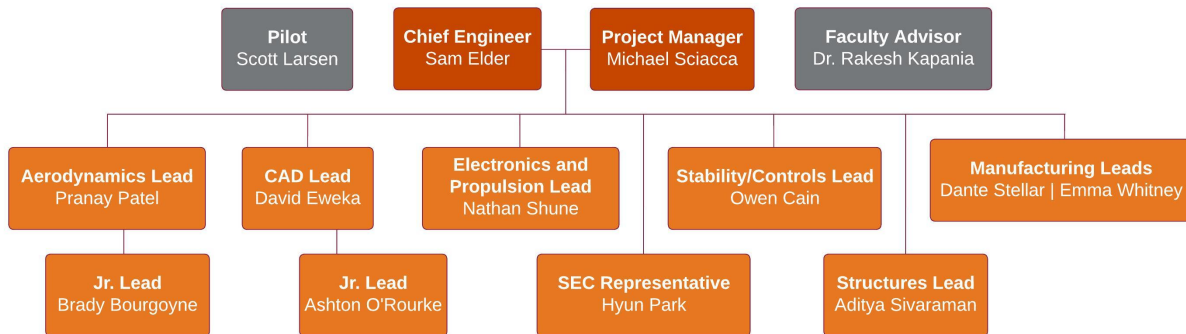 Pilot
Scott Larsen
Chief Engineer
Sam Elder
Project Manager
Michael Sciacca
Faculty Advisor
Dr. Rakesh Kapania
Aerodynamics Lead
Pranay Patel
CAD Lead
David Eweka
Electronics and
Propulsion Lead
Nathan Shune
Stability/Controls Lead
Owen Cain
Manufacturing Leads
Dante Stellar | Emma Whitney
Jr. Lead
Brady Bourgoyne
Jr. Lead
Ashton O'Rourke
SEC Representative
Hyun Park
Structures Lead
Aditya Sivaraman